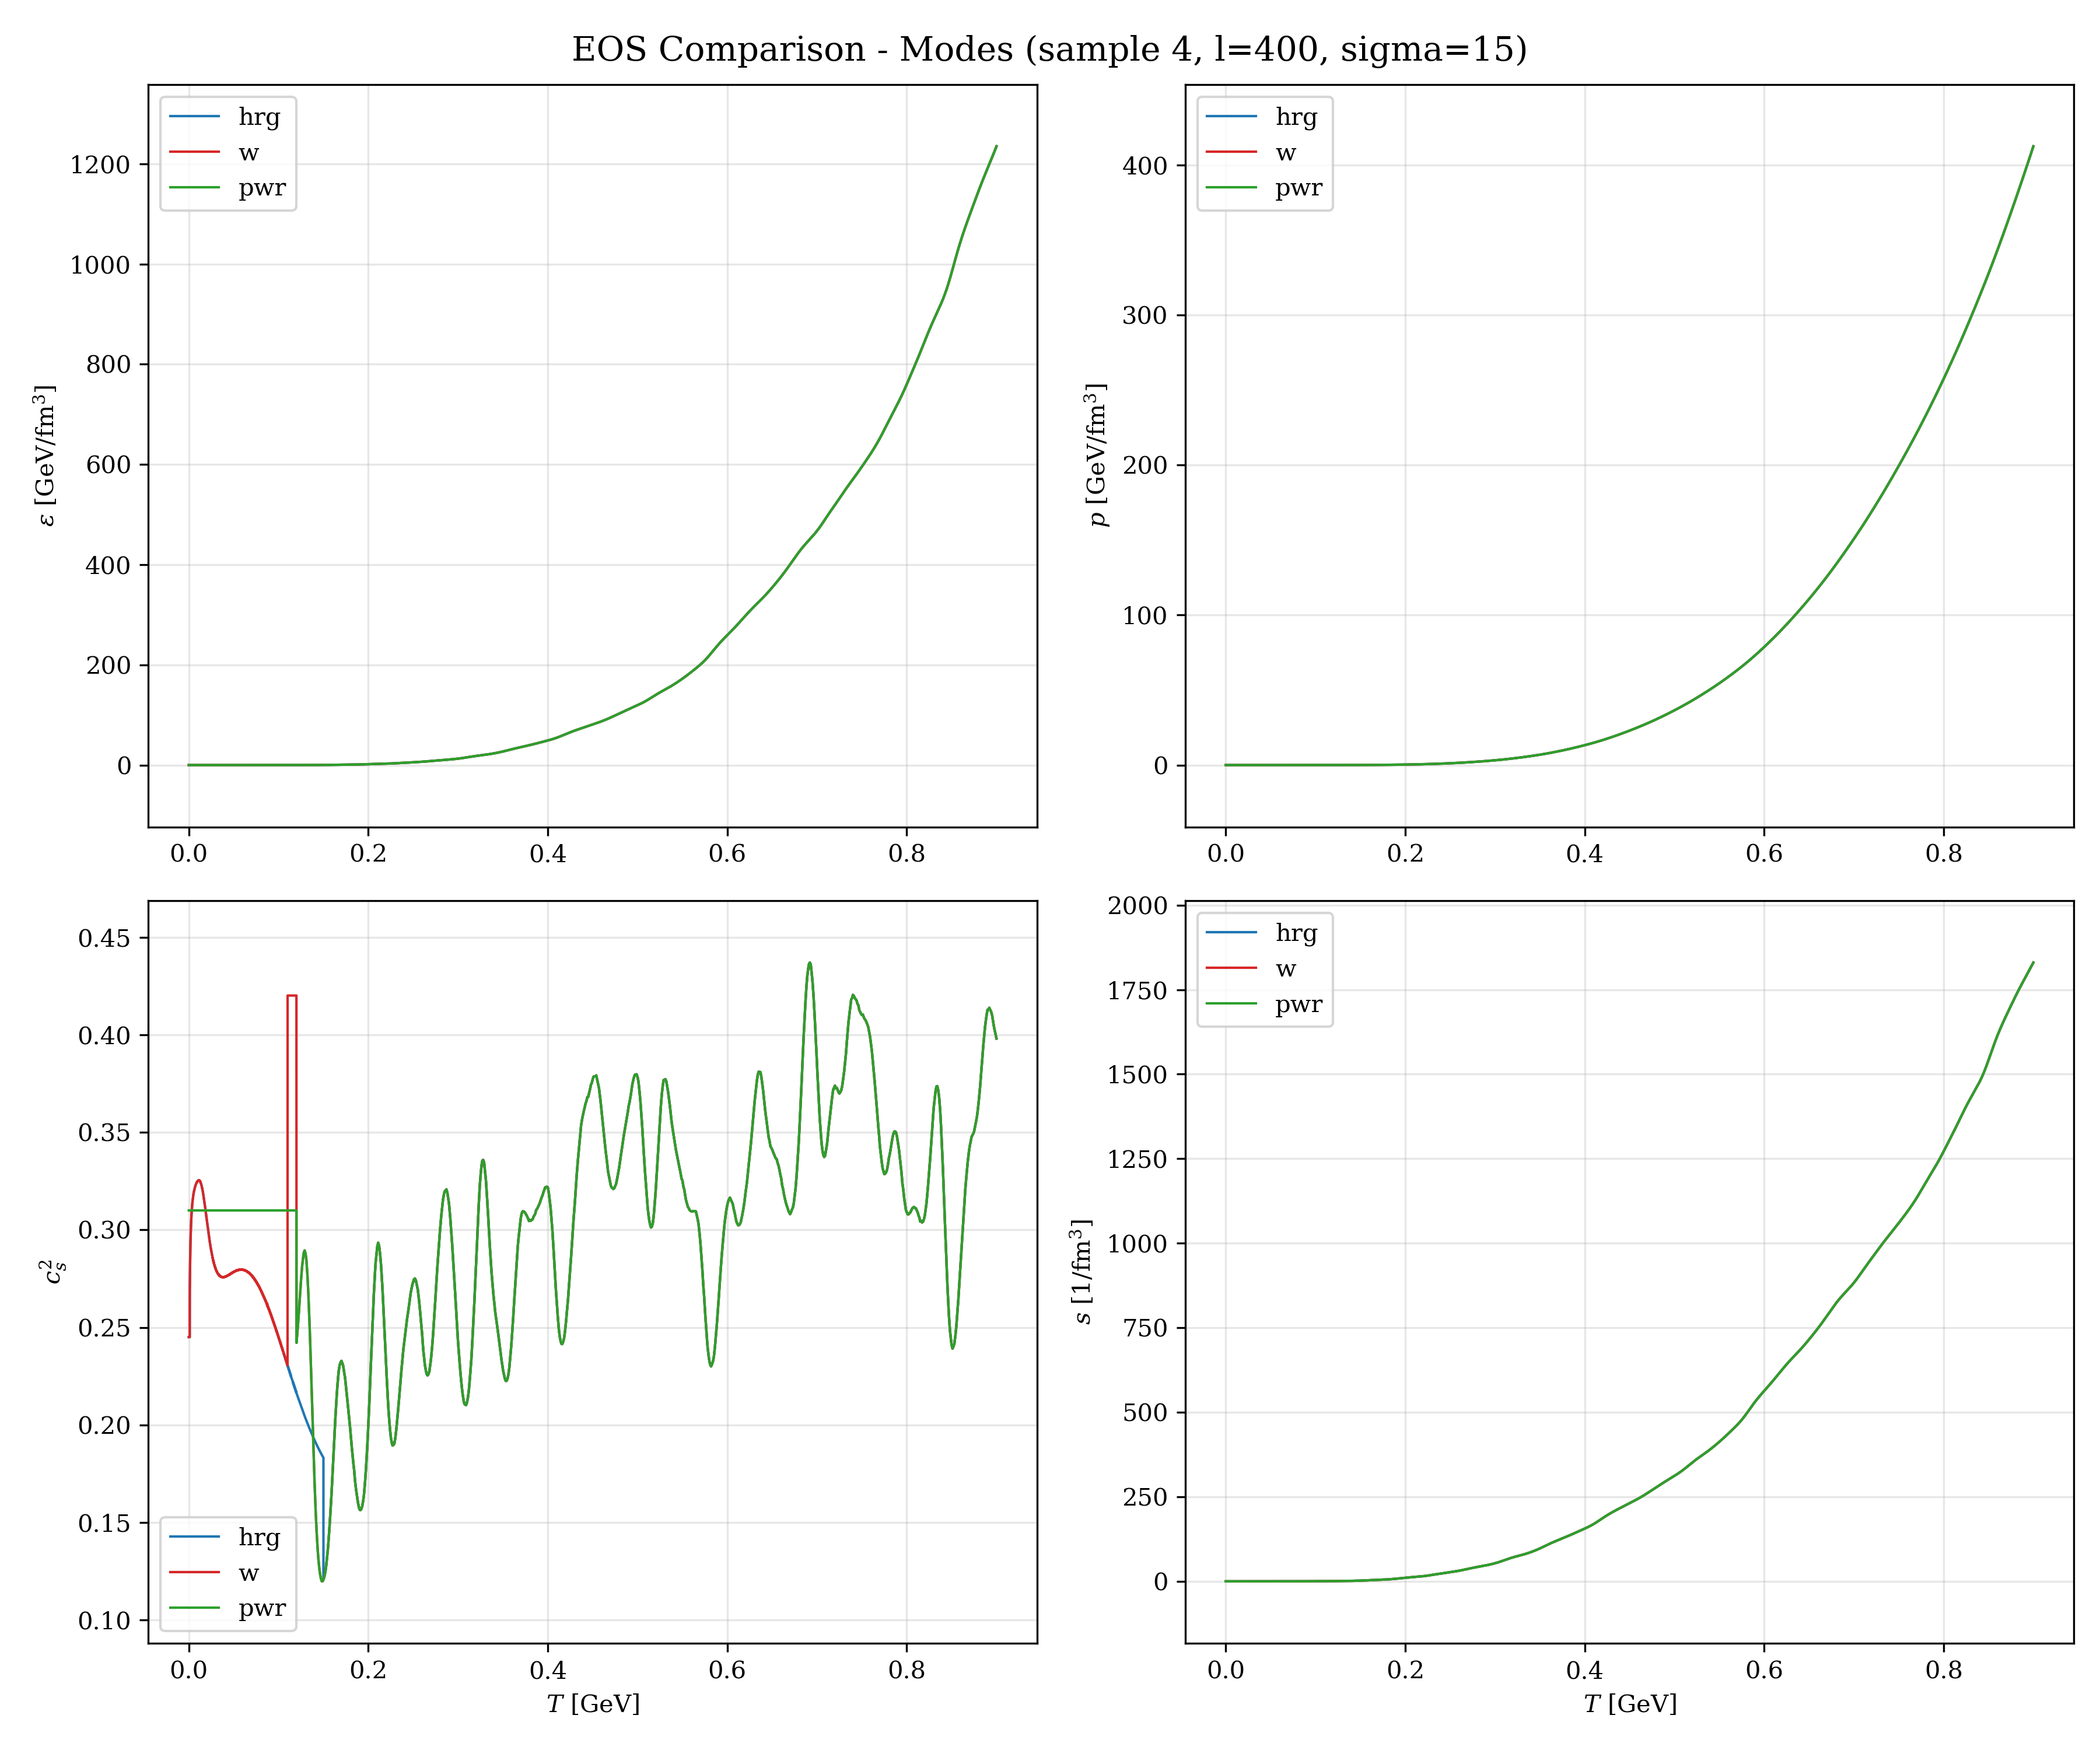 EOS Comparison - Modes (sample 4, l=400, sigma=15)
hrg
w
pwr
1200
1000
800
600
400
200
0
ε [GeV/fm³]
0.0 0.2 0.4 0.6 0.8
hrg
w
pwr
400
300
200
100
0
p [GeV/fm³]
0.0 0.2 0.4 0.6 0.8
0.45
0.40
0.35
0.30
0.25
0.20
0.15
0.10
c_s^2
hrg
w
pwr
0.0 0.2 0.4 0.6 0.8
T [GeV]
hrg
w
pwr
2000
1750
1500
1250
1000
750
500
250
0
s [1/fm³]
0.0 0.2 0.4 0.6 0.8
T [GeV]